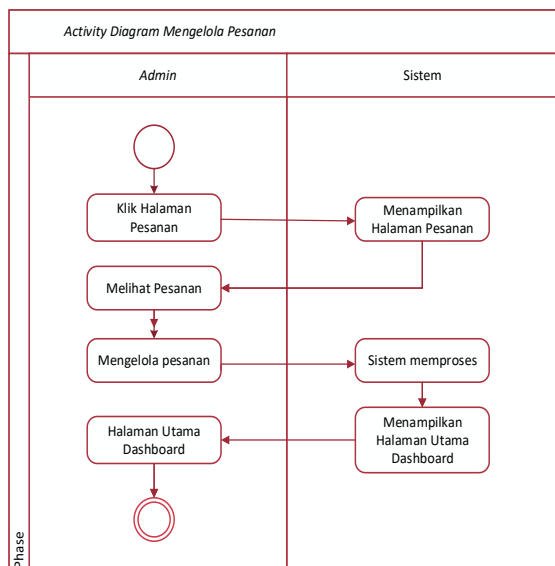 Activity Diagram Mengelola Pesanan
Admin
Sistem
Klik Halaman
Pesanan
Menampilkan
Halaman Pesanan
Melihat Pesanan
Mengelola pesanan
Sistem memproses
Halaman Utama
Dashboard
Menampilkan
Halaman Utama
Dashboard
Phase